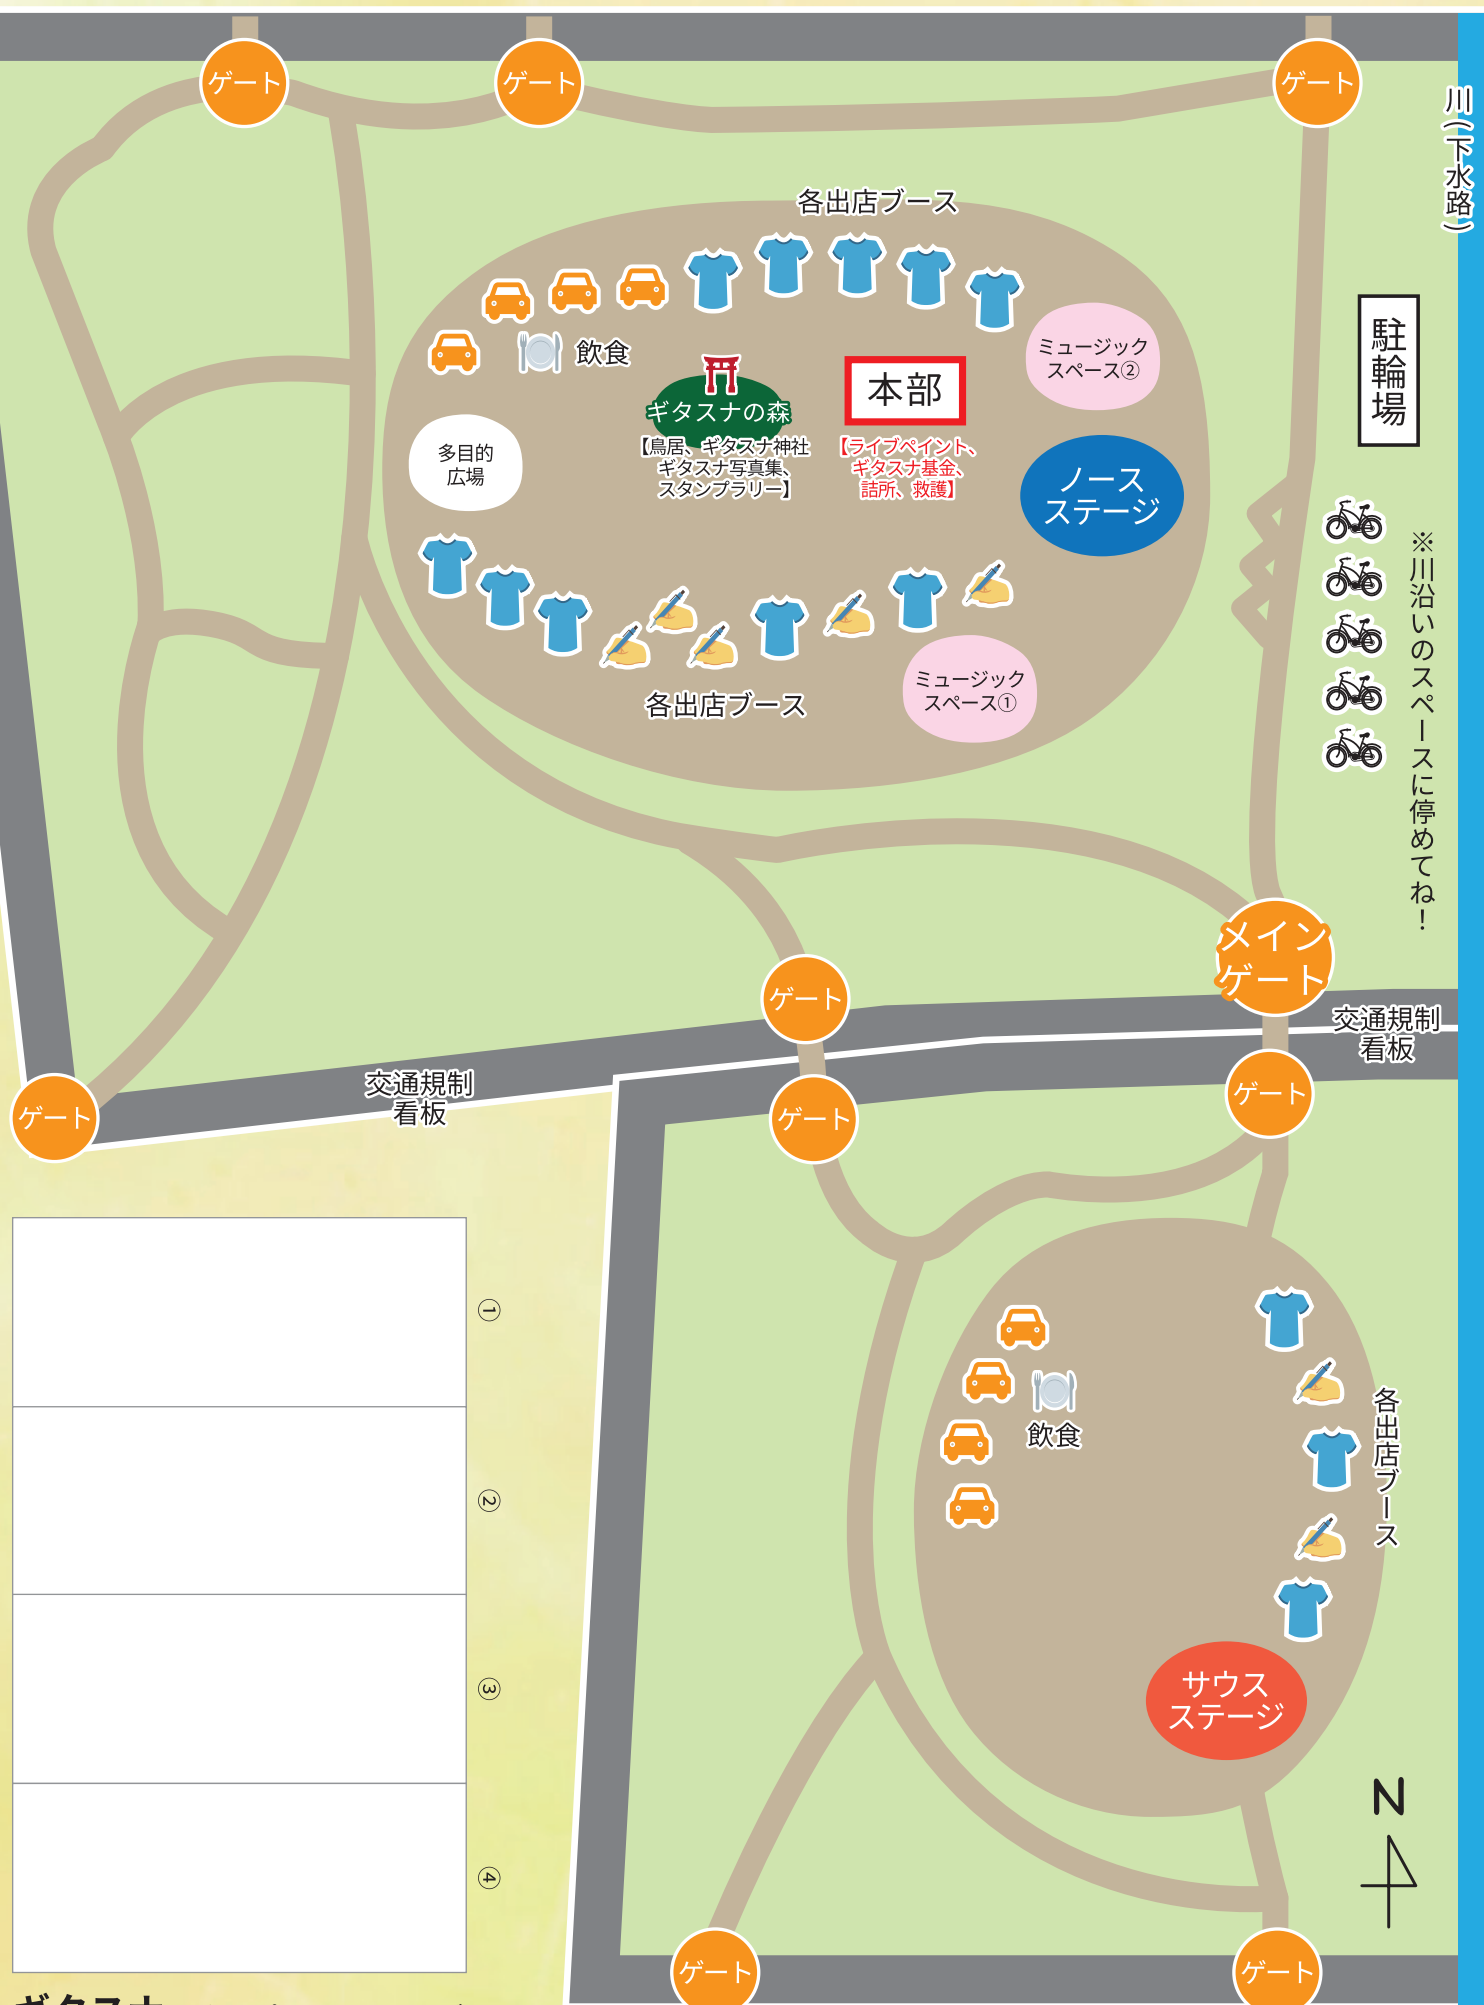 ゲート
ゲート
ゲート
川(下水路)
各出店ブース
駐輪場
ミュージック
スペース②
飲食
本部
ギタスナの森
【鳥居、ギタスナ神社
ギタスナ写真集、
スタンプラリー】
【ライブペイント、
ギタスナ基金、
詰所、救護】
多目的
広場
ノース
ステージ
※川沿いのスペースに停めてね!
ミュージック
スペース①
各出店ブース
メイン
ゲート
ゲート
交通規制
看板
ゲート
ゲート
ゲート
交通規制
看板
①
②
③
④
飲食
各出店ブース
サウス
ステージ
N
ゲート
ゲート